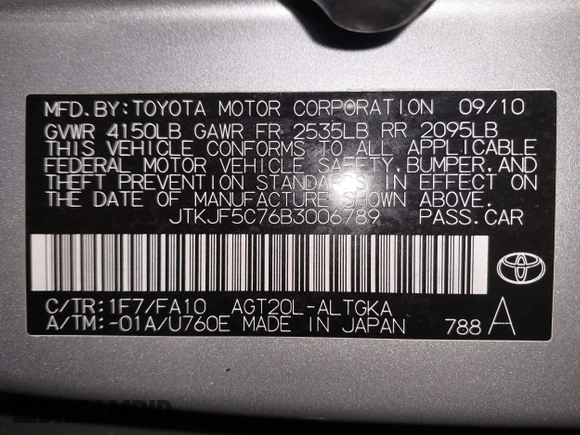 MFD. BY: TOYOTA MOTOR CORPORATION 09/10
GVWR 4150LB GAWR FR 2535LB RR 2095LB
THIS VEHICLE CONFORMS TO ALL APPLICABLE
FEDERAL MOTOR VEHICLE SAFETY, BUMPER, AND
THEFT PREVENTION STANDARDS IN EFFECT ON
THE DATE OF MANUFACTURE SHOWN ABOVE.
JTKJF5C76B3006789 PASS.CAR
C/TR: 1F7/FA10 AGT20L-ALTGKA
A/TM: -01A/U760E MADE IN JAPAN 788 A